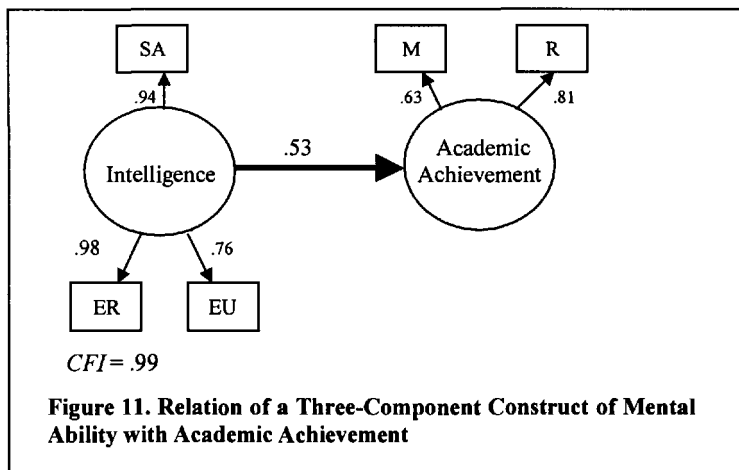 SA
M
R
.94
.63
.81
Intelligence
.53
Academic
Achievement
.98
.76
ER
EU
CFI = .99
Figure 11. Relation of a Three-Component Construct of Mental
Ability with Academic Achievement